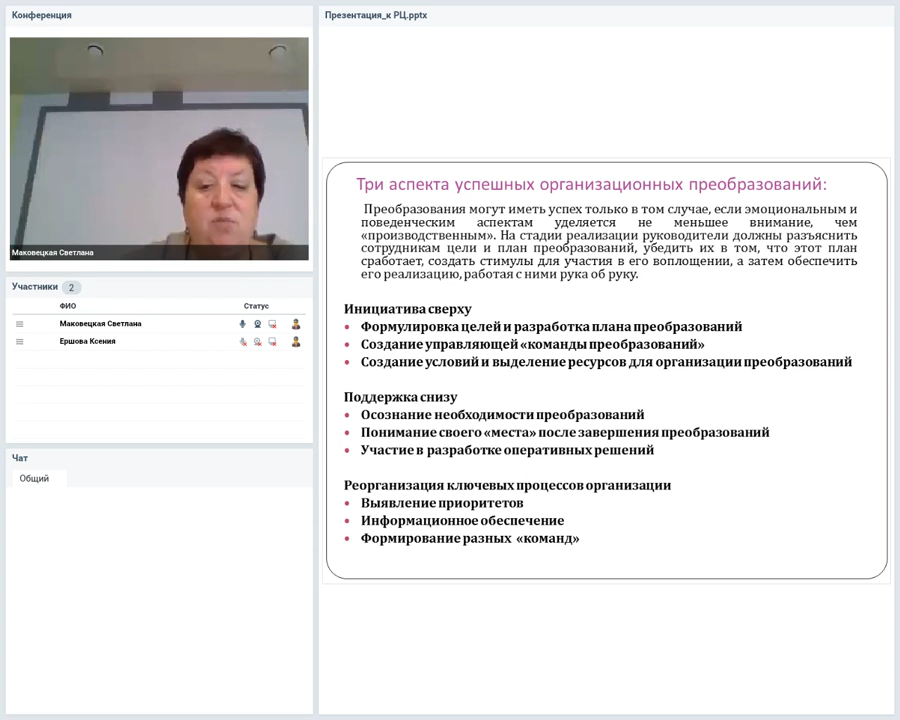 Конференция
Маковецкая Светлана
Участники 2
ФИО Статус
Маковецкая Светлана
Ершова Ксения
Чат
Общий
Презентация_к РЦ.pptx
Три аспекта успешных организационных преобразований:
Преобразования могут иметь успех только в том случае, если эмоциональным и
поведенческим аспектам уделяется не меньшее внимание, чем
«производственным». На стадии реализации руководители должны разъяснить
сотрудникам цели и план преобразований, убедить их в том, что этот план
сработает, создать стимулы для участия в его воплощении, а затем обеспечить
его реализацию, работая с ними рука об руку.
Инициатива сверху
• Формулировка целей и разработка плана преобразований
• Создание управляющей «команды преобразований»
• Создание условий и выделение ресурсов для организации преобразований
Поддержка снизу
• Осознание необходимости преобразований
• Понимание своего «места» после завершения преобразований
• Участие в разработке оперативных решений
Реорганизация ключевых процессов организации
• Выявление приоритетов
• Информационное обеспечение
• Формирование разных «команд»